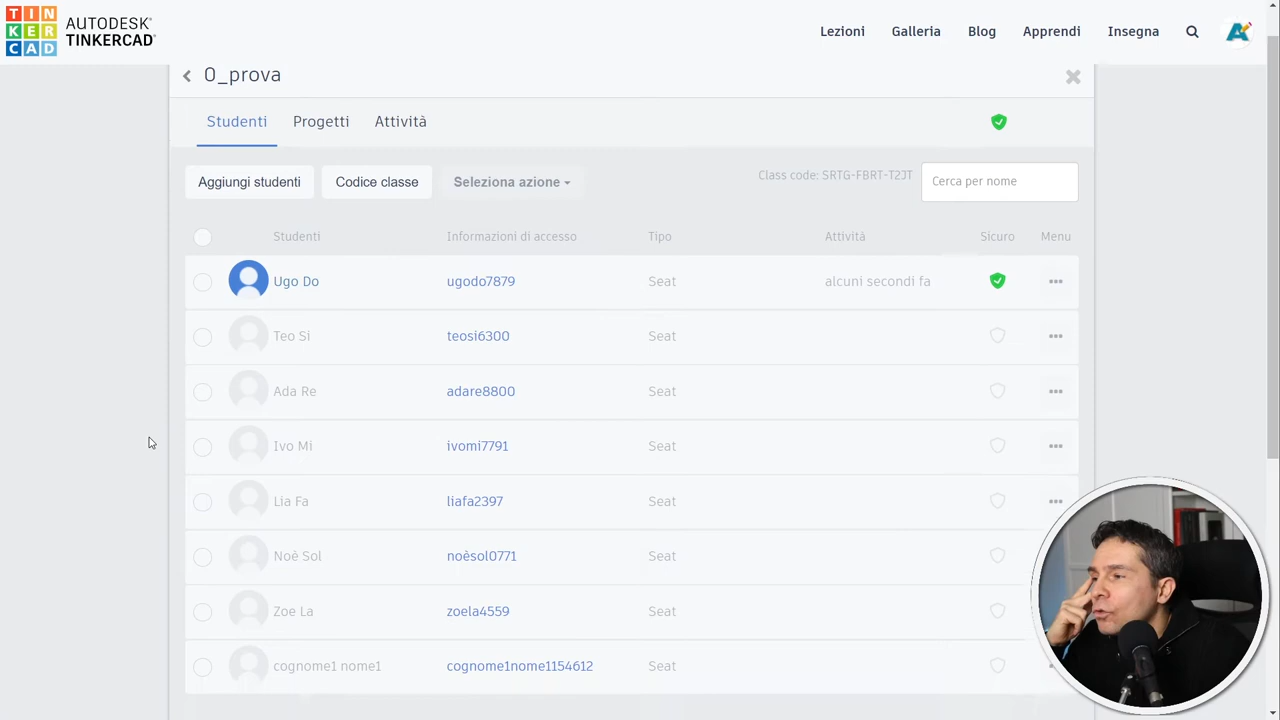 TIN
KER
CAD
AUTODESK®
TINKERCAD®
Lezioni Galleria Blog Apprendi Insegna
0_prova
Studenti Progetti Attività
Aggiungi studenti Codice classe Seleziona azione Class code: SRTG-FBRT-T2JT Cerca per nome
Studenti Informazioni di accesso Tipo Attività Sicuro Menu
Ugo Do ugodo7879 Seat alcuni secondi fa
Teo Si teosi6300 Seat
Ada Re adare8800 Seat
Ivo Mi ivomi7791 Seat
Lia Fa liafa2397 Seat
Noè Sol noèsol0771 Seat
Zoe La zoela4559 Seat
cognome1 nome1 cognome1nome1154612 Seat